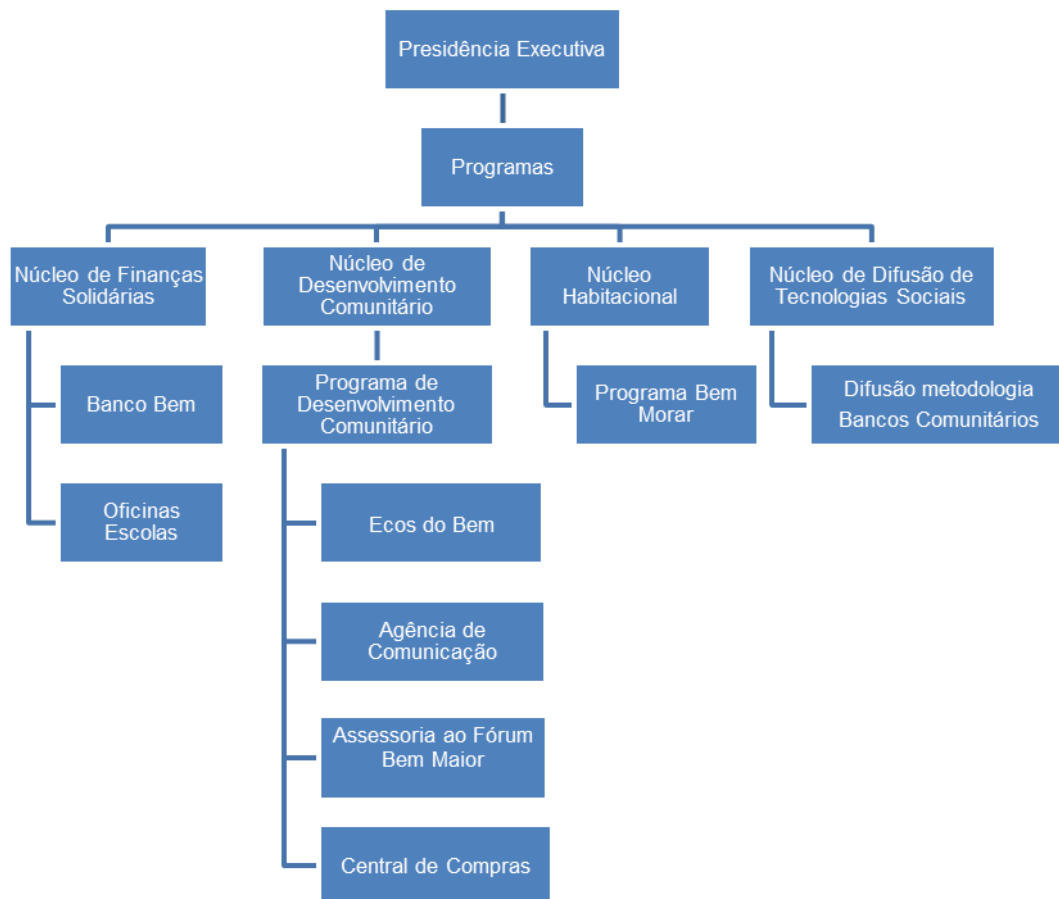 Presidência Executiva
Programas
Núcleo de Finanças
Solidárias
Núcleo de
Desenvolvimento
Comunitário
Núcleo
Habitacional
Núcleo de Difusão de
Tecnologias Sociais
Banco Bem
Programa de
Desenvolvimento
Comunitário
Programa Bem
Morar
Difusão metodologia
Bancos Comunitários
Oficinas
Escolas
Ecos do Bem
Agência de
Comunicação
Assessoria ao Fórum
Bem Maior
Central de Compras